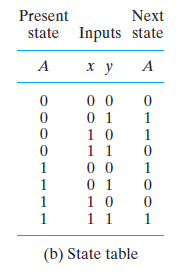 Present Next
state Inputs state
A x y A
0 0 0 0
0 0 1 1
0 1 0 1
0 1 1 0
1 0 0 1
1 0 1 0
1 1 0 0
1 1 1 1
(b) State table